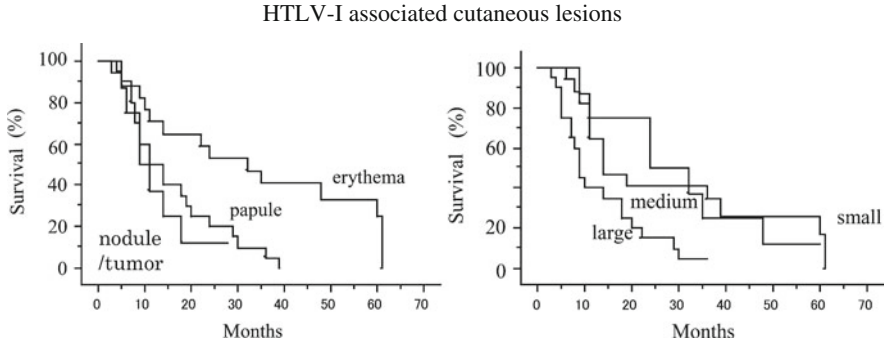 HTLV-I associated cutaneous lesions
Survival (%)
100
80
60
40
20
0
erythema
papule
nodule
/tumor
0 10 20 30 40 50 60 70
Months
Survival (%)
100
80
60
40
20
0
medium
large
small
0 10 20 30 40 50 60 70
Months